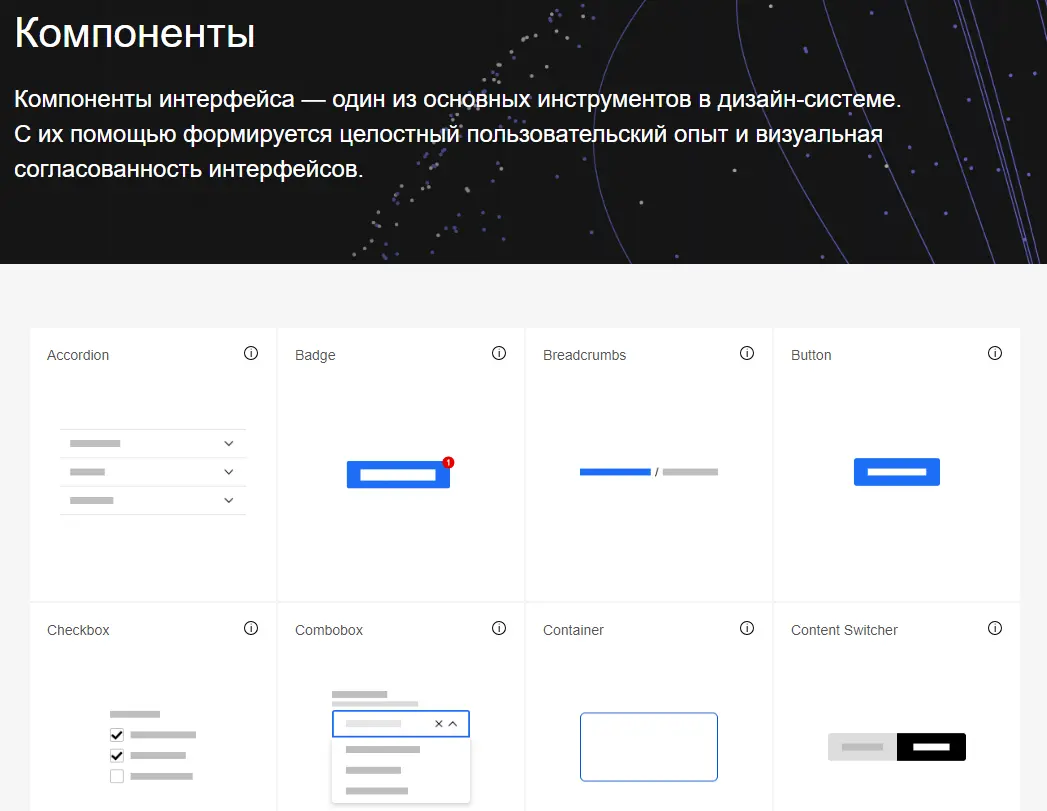 Компоненты
Компоненты интерфейса — один из основных инструментов в дизайн-системе.
С их помощью формируется целостный пользовательский опыт и визуальная
согласованность интерфейсов.
Accordion
Badge
Breadcrumbs
Button
1
/
Checkbox
Combobox
Container
Content Switcher